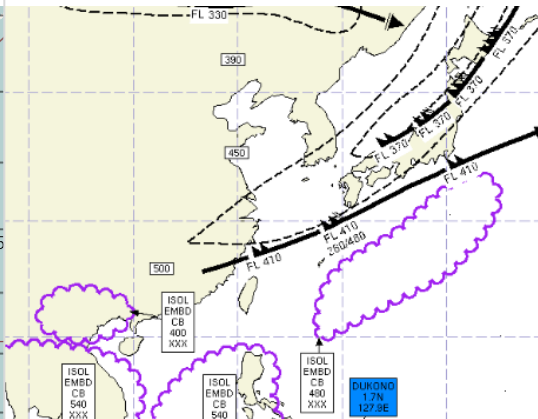 FL 330
390
FL 370
FL 370
FL 370
FL 370
450
FL 410
FL 410
280/480
FL 410
500
ISOL
EMBD
CB
400
XXX
ISOL
EMBD
CB
540
XXX
ISOL
EMBD
CB
540
ISOL
EMBD
CB
480
XXX
DUKONO
1.7N
127.9E